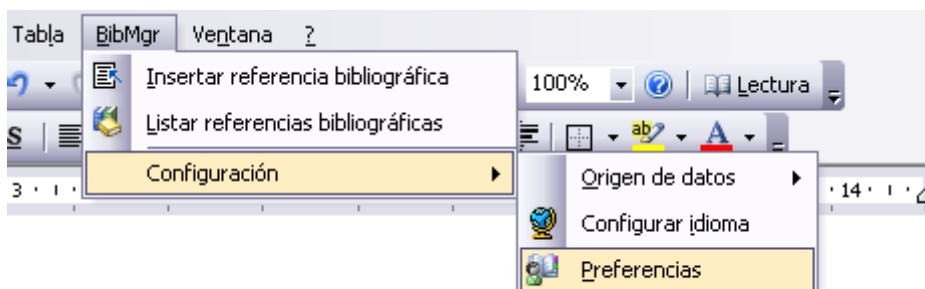 Tabla BibMgr Ventana ?
Insertar referencia bibliográfica
100% Lectura
Listar referencias bibliográficas
S ab A
Configuración
3 14
Origen de datos
Configurar idioma
Preferencias